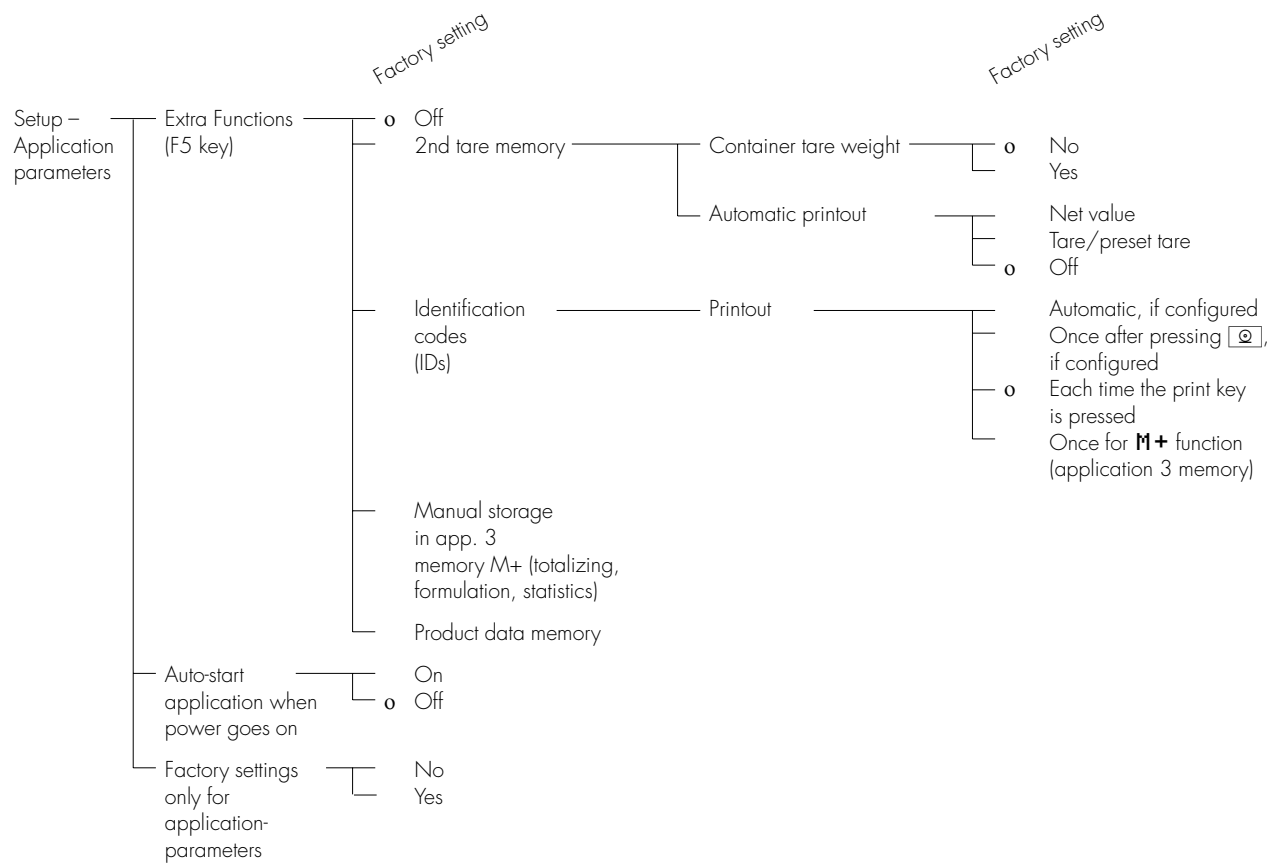 Factory setting
Factory setting
Setup –
Application
parameters
Extra Functions
(F5 key)
o Off
2nd tare memory
Container tare weight
o No
Yes
Automatic printout
Net value
Tare/preset tare
o Off
Identification
codes
(IDs)
Printout
Automatic, if configured
Once after pressing ,
if configured
o Each time the print key
is pressed
Once for M+ function
(application 3 memory)
Manual storage
in app. 3
memory M+ (totalizing,
formulation, statistics)
Product data memory
Auto-start
application when
power goes on
On
o Off
Factory settings
only for
application-
parameters
No
Yes